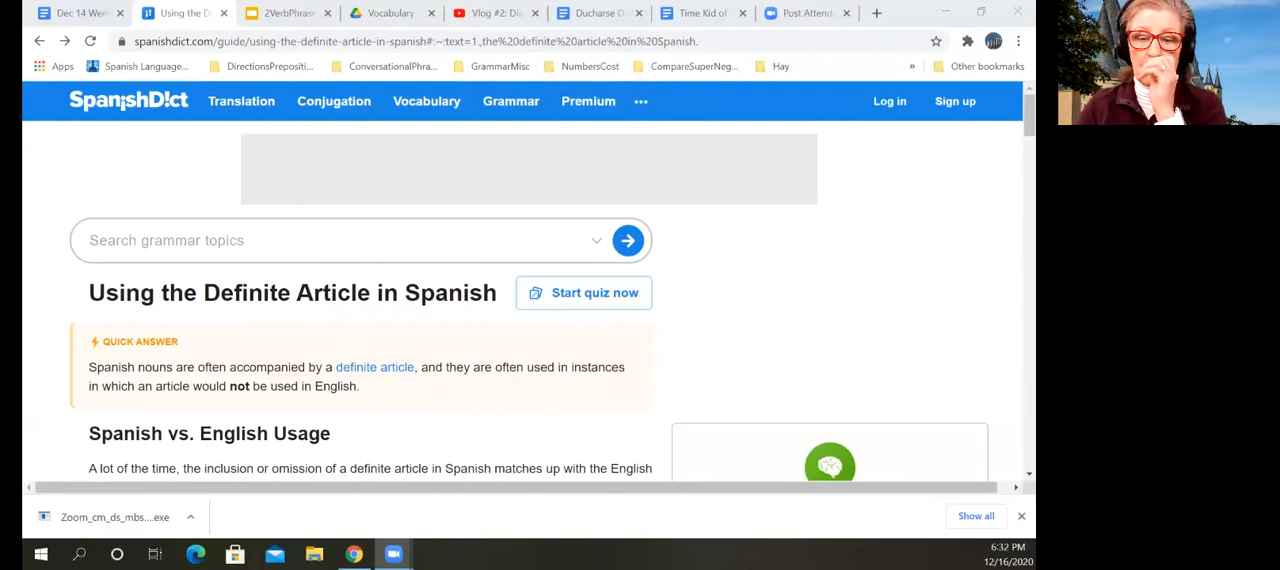 Dec 14 Wee
Using the D
2VerbPhras
Vocabulary
Vlog #2: Di
Ducharse O
Time Kid of
Post Attend
spanishdict.com/guide/using-the-definite-article-in-spanish#:~:text=1.,the%20definite%20article%20in%20Spanish.
Apps
Spanish Language...
DirectionsPrepositi...
ConversationalPhra...
GrammarMisc
NumbersCost
CompareSuperNeg...
Hay
»
Other bookmarks
SpanishDict
Translation
Conjugation
Vocabulary
Grammar
Premium
Log in
Sign up
Search grammar topics
Using the Definite Article in Spanish
Start quiz now
QUICK ANSWER
Spanish nouns are often accompanied by a definite article, and they are often used in instances
in which an article would not be used in English.
Spanish vs. English Usage
A lot of the time, the inclusion or omission of a definite article in Spanish matches up with the English
Zoom_cm_ds_mbs....exe
Show all
6:32 PM
12/16/2020